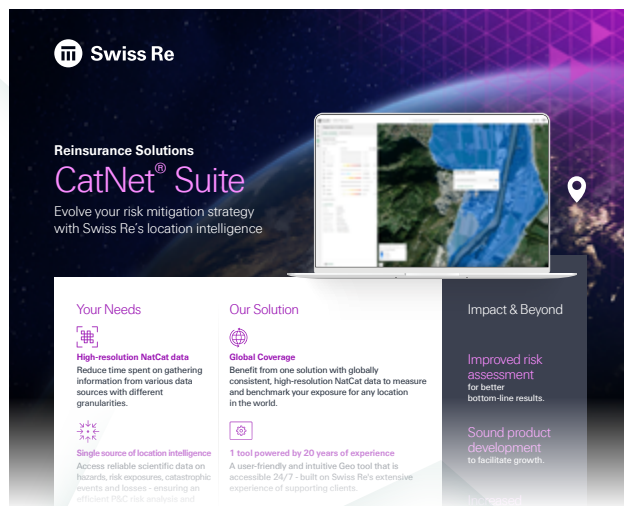 Swiss Re
Reinsurance Solutions
CatNet® Suite
Evolve your risk mitigation strategy
with Swiss Re's location intelligence
Your Needs
High-resolution NatCat data
Reduce time spent on gathering
information from various data
sources with different
granularities.
Single source of location intelligence
Access reliable scientific data on
hazards, risk exposures, catastrophic
events and losses - ensuring an
efficient P&C risk analysis and
Our Solution
Global Coverage
Benefit from one solution with globally
consistent, high-resolution NatCat data to measure
and benchmark your exposure for any location
in the world.
1 tool powered by 20 years of experience
A user-friendly and intuitive Geo tool that is
accessible 24/7 - built on Swiss Re's extensive
experience of supporting clients.
Impact & Beyond
Improved risk
assessment
for better
bottom-line results.
Sound product
development
to facilitate growth.
Increased